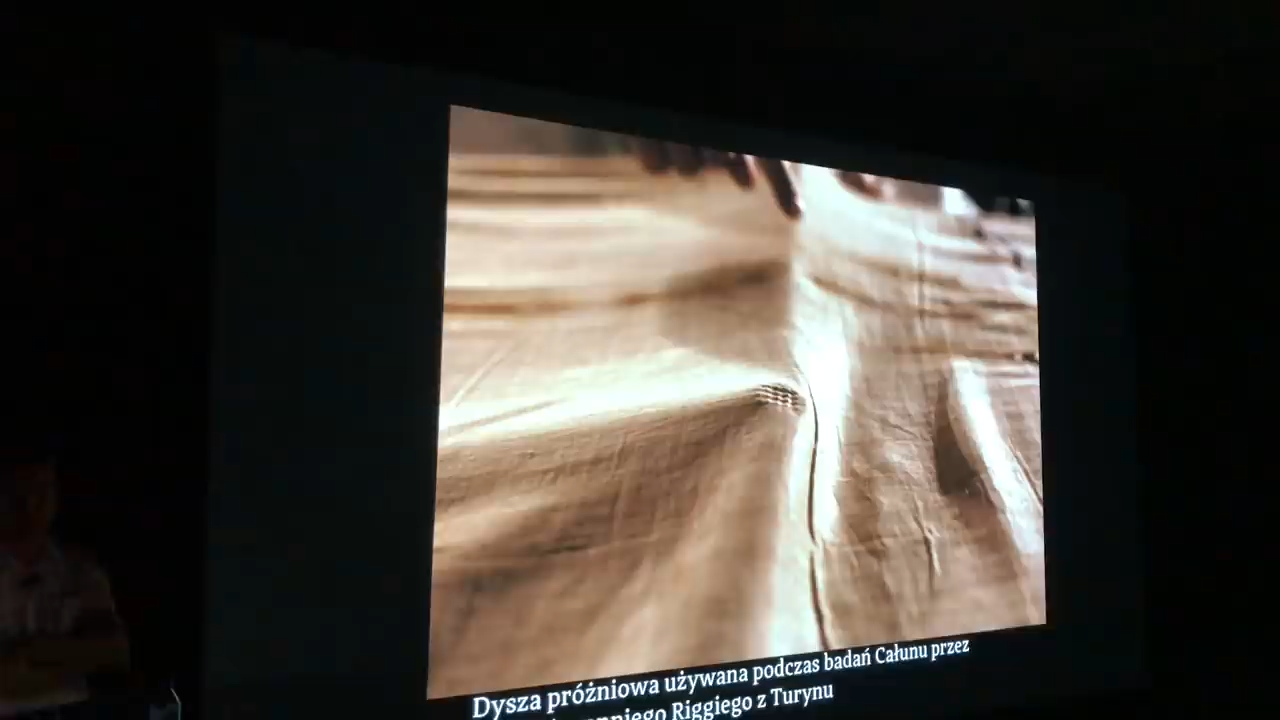 Dysza próżniowa używana podczas badań Całunu przez
Riggiego z Turynu